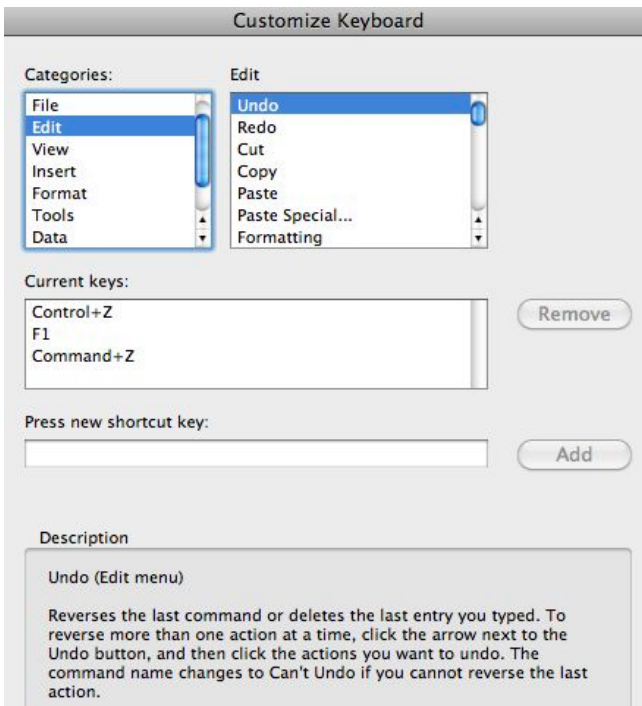 Customize Keyboard
Categories:
File
Edit
View
Insert
Format
Tools
Data
Edit
Undo
Redo
Cut
Copy
Paste
Paste Special...
Formatting
Current keys:
Control+Z
F1
Command+Z
Remove
Press new shortcut key:
Add
Description
Undo (Edit menu)
Reverses the last command or deletes the last entry you typed. To
reverse more than one action at a time, click the arrow next to the
Undo button, and then click the actions you want to undo. The
command name changes to Can't Undo if you cannot reverse the last
action.